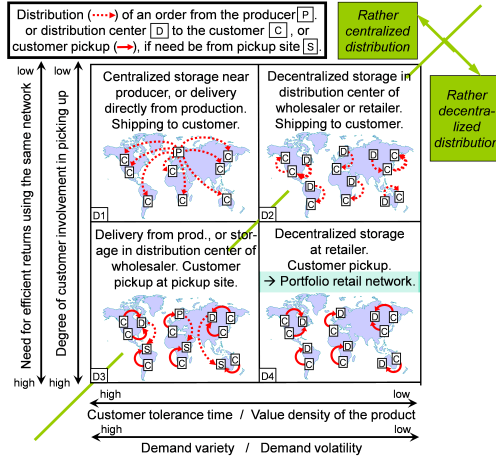 Distribution ( ) of an order from the producer P .
or distribution center D to the customer C , or
customer pickup ( ), if need be from pickup site S .
Rather
centralized
distribution
Rather
decentra-
lized
distribution
low
low
Need for efficient returns using the same network
Degree of customer involvement in picking up
high
high
Centralized storage near
producer, or delivery
directly from production.
Shipping to customer.
C
P
C
C
C
C
C
C
C
D1
Decentralized storage in
distribution center of
wholesaler or retailer.
Shipping to customer.
C
D
C
D
C
D
D
C
C
D
C
D
C
D
C
D2
Delivery from prod., or stor-
age in distribution center of
wholesaler. Customer
pickup at pickup site.
C
D
C
P
C
D
C
C
S
C
S
C
S
C
D3
Decentralized storage
at retailer.
Customer pickup.
→ Portfolio retail network.
C
D
C
D
C
D
C
D
C
D
C
D
C
D4
high
low
Customer tolerance time / Value density of the product
high
low
Demand variety / Demand volatility